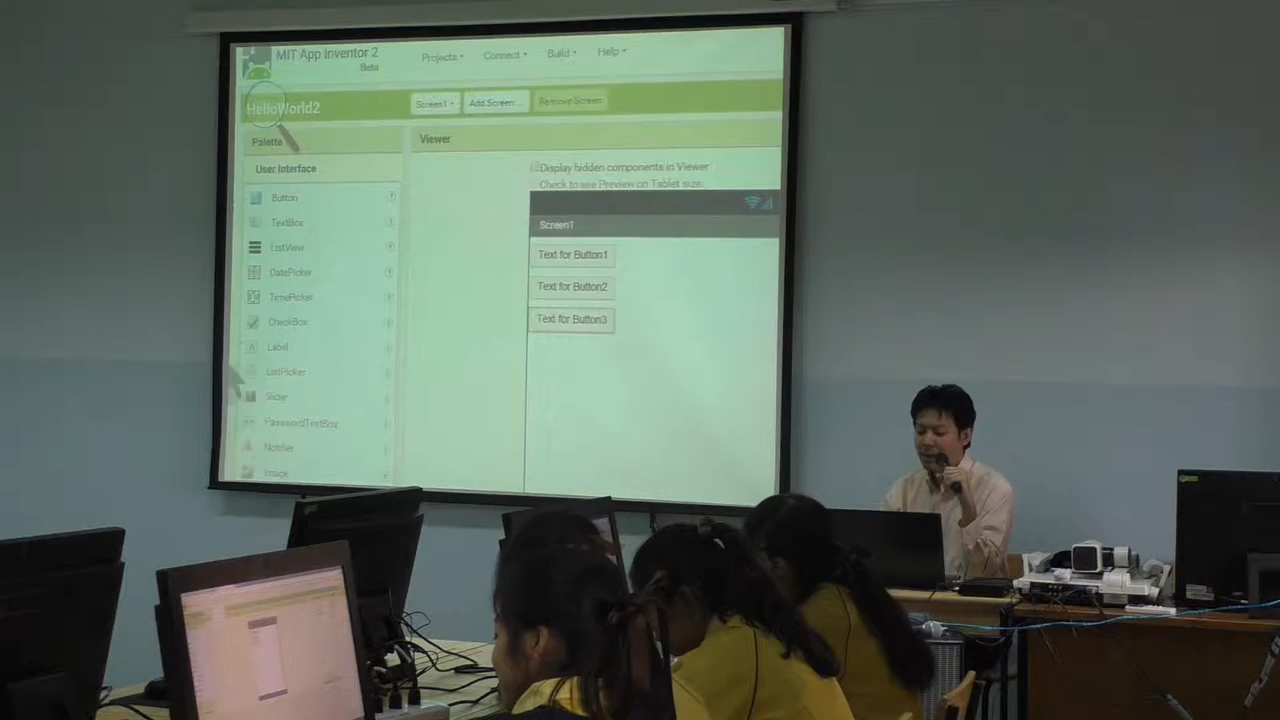 MIT App Inventor 2
Beta
Projects
Connect
Build
Help
HelloWorld2
Screen1
Add Screen ...
Remove Screen
Palette
Viewer
User Interface
Display hidden components in Viewer
Check to see Preview on Tablet size.
Button
TextBox
ListView
DatePicker
TimePicker
CheckBox
Label
ListPicker
Slider
PasswordTextBox
Notifier
Image
Screen1
Text for Button1
Text for Button2
Text for Button3